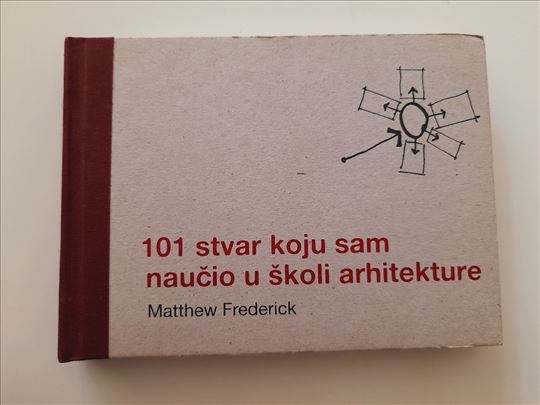 101 stvar koju sam
naučio u školi arhitekture
Matthew Frederick